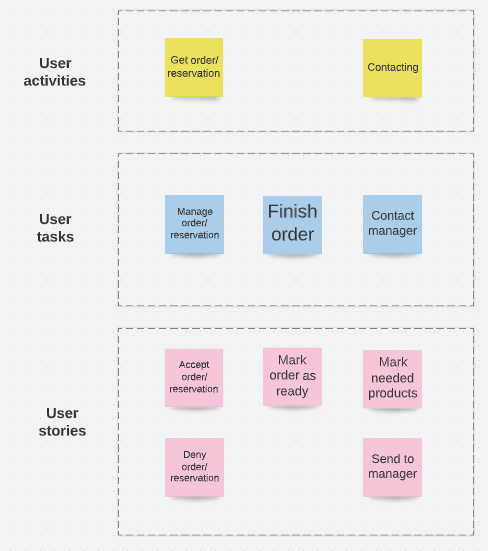 User
activities
Get order/
reservation
Contacting
User
tasks
Manage
order/
reservation
Finish
order
Contact
manager
User
stories
Accept
order/
reservation
Mark
order as
ready
Mark
needed
products
Deny
order/
reservation
Send to
manager